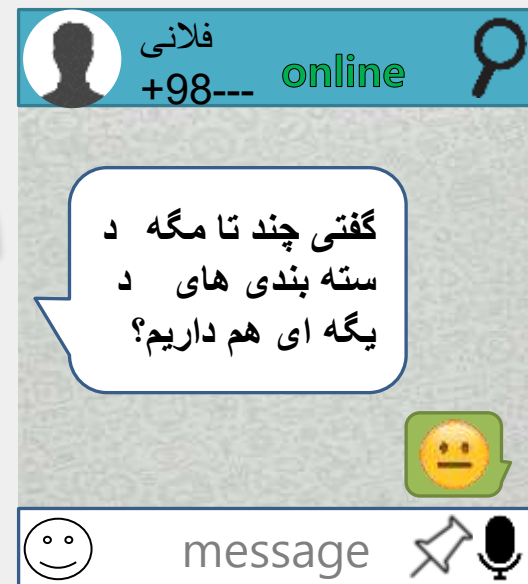 فلانی
+98---
online
گفتی چند تا مگه د
سته بندی های د
یگه ای هم داریم؟
message